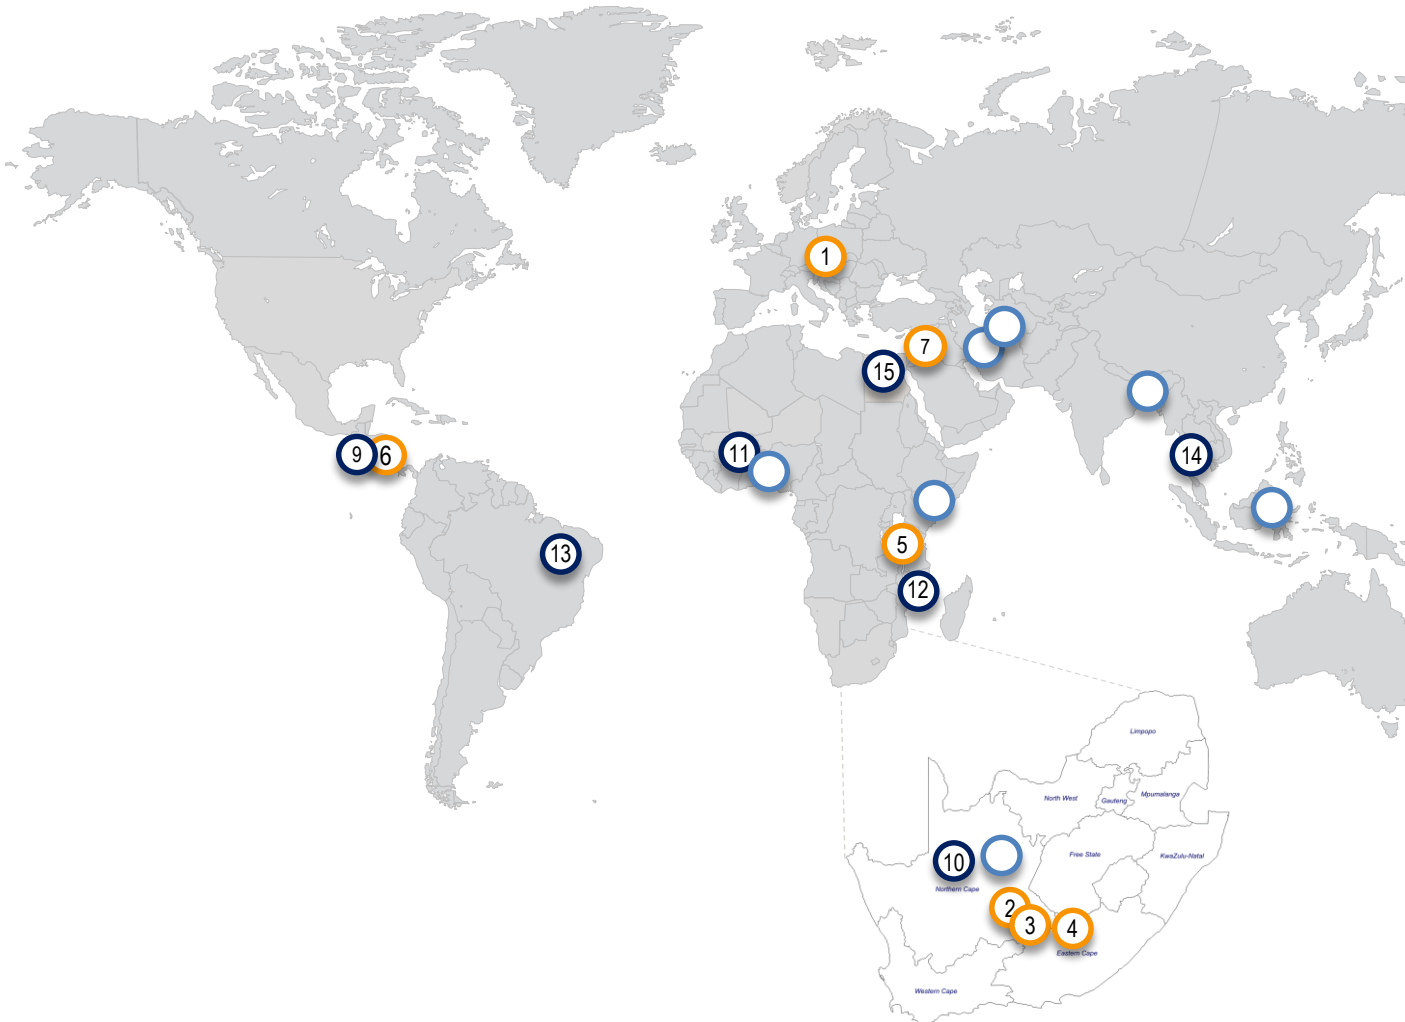 1
7
15
9
6
11
14
5
13
12
Limpopo
North West
Gauteng
Mpumalanga
Free State
KwaZulu-Natal
10
Northern Cape
2
3
4
Eastern Cape
Western Cape